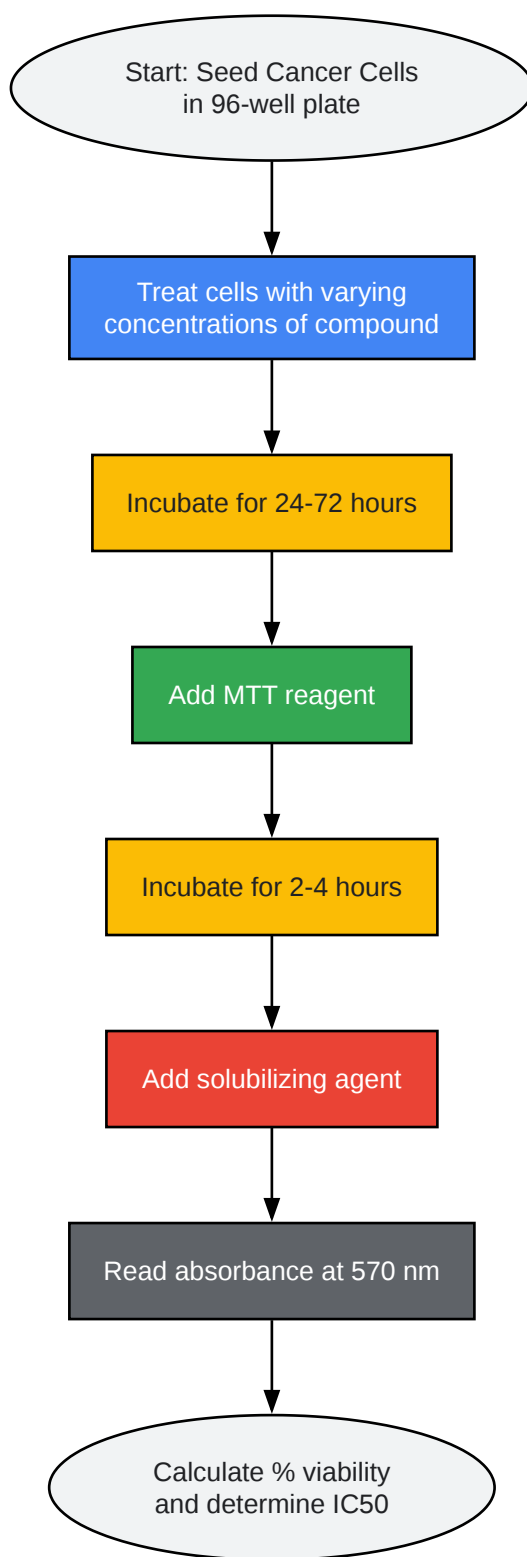 Start: Seed Cancer Cells
in 96-well plate
Treat cells with varying
concentrations of compound
Incubate for 24-72 hours
Add MTT reagent
Incubate for 2-4 hours
Add solubilizing agent
Read absorbance at 570 nm
Calculate % viability
and determine IC50